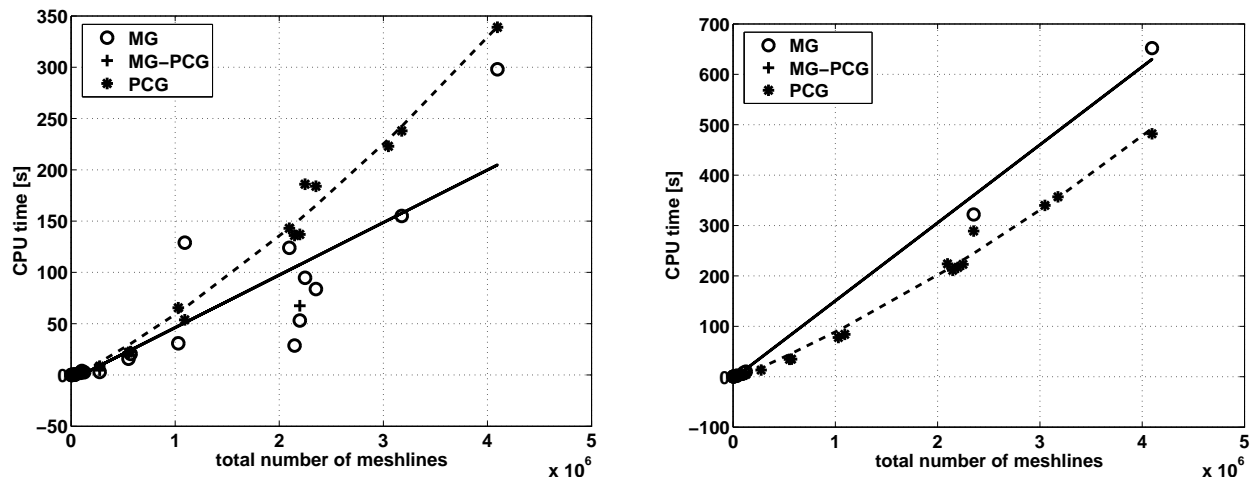 350
300
250
200
150
100
50
0
−50
CPU time [s]
MG
MG−PCG
PCG
0 1 2 3 4 5
x 10^6
total number of meshlines
700
600
500
400
300
200
100
0
−100
CPU time [s]
MG
MG−PCG
PCG
0 1 2 3 4 5
x 10^6
total number of meshlines